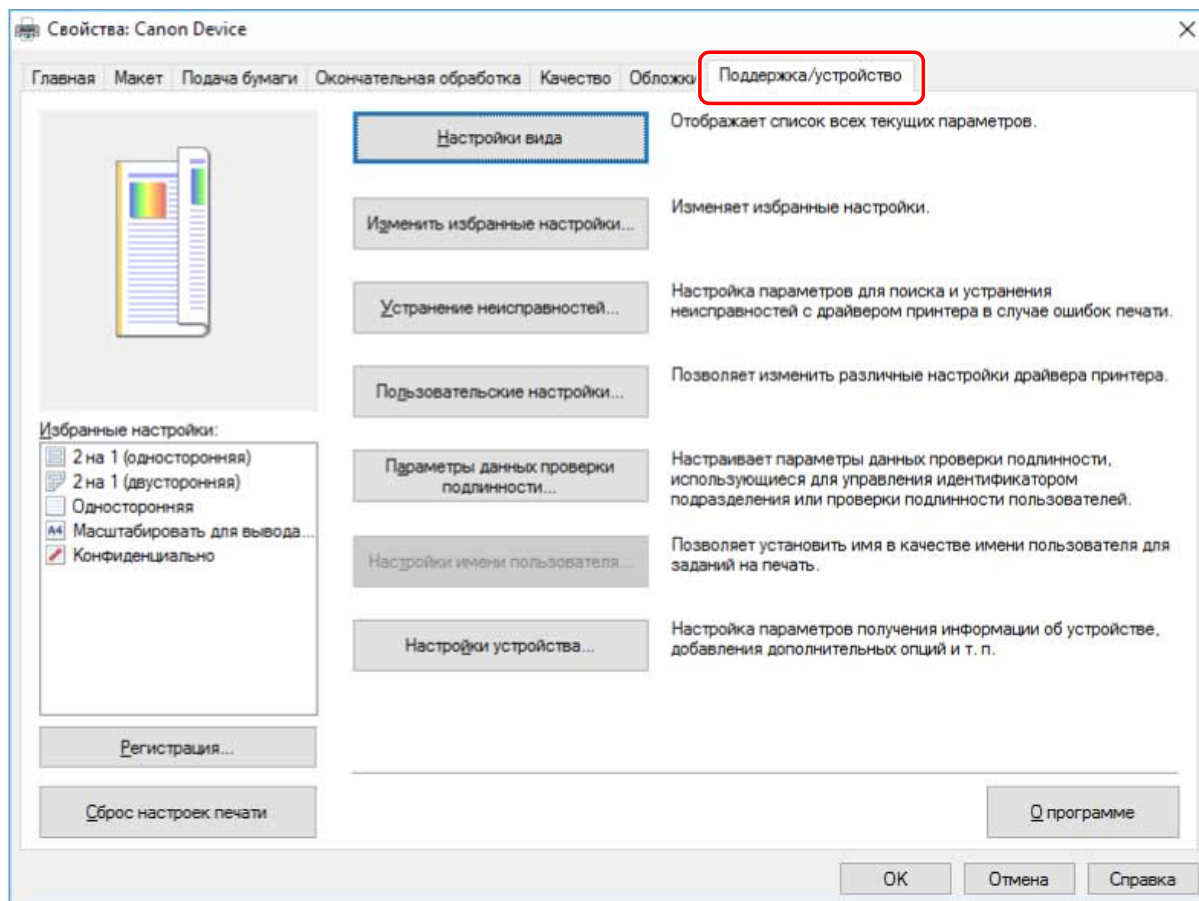 Свойства: Canon Device
Главная Макет Подача бумаги Окончательная обработка Качество Обложки Поддержка/устройство
Настройки вида
Отображает список всех текущих параметров.
Изменить избранные настройки...
Изменяет избранные настройки.
Устранение неисправностей...
Настройка параметров для поиска и устранения
неисправностей с драйвером принтера в случае ошибок печати.
Пользовательские настройки...
Позволяет изменить различные настройки драйвера принтера.
Параметры данных проверки
подлинности...
Настраивает параметры данных проверки подлинности,
использующиеся для управления идентификатором
подразделения или проверки подлинности пользователей.
Настройки имени пользователя...
Позволяет установить имя в качестве имени пользователя для
заданий на печать.
Настройки устройства...
Настройка параметров получения информации об устройстве,
добавления дополнительных опций и т. п.
Избранные настройки:
2 на 1 (односторонняя)
2 на 1 (двусторонняя)
Односторонняя
A4 Масштабировать для вывода...
Конфиденциально
Регистрация...
Сброс настроек печати
О программе
OK Отмена Справка